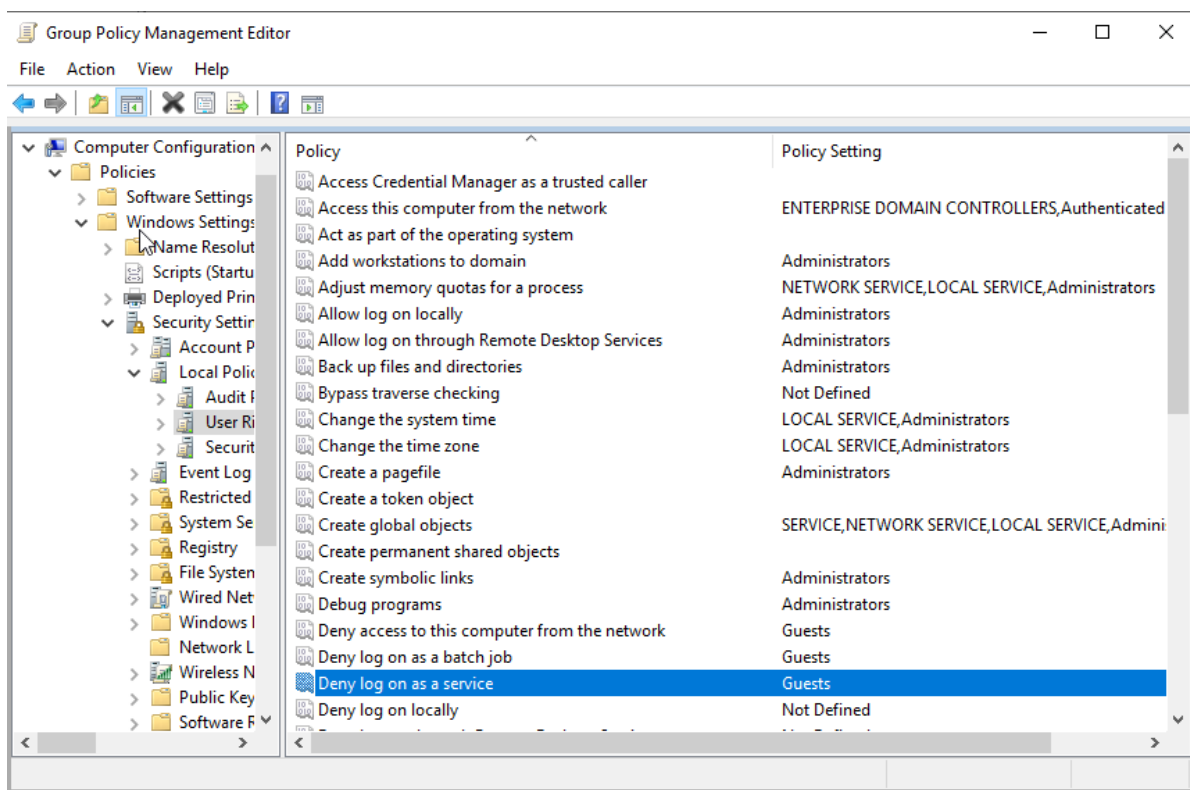 Group Policy Management Editor
File Action View Help
Computer Configuration
Policies
Software Settings
Windows Settings
Name Resolut
Scripts (Startu
Deployed Prin
Security Settin
Account P
Local Polic
Audit P
User Ri
Securit
Event Log
Restricted
System Se
Registry
File System
Wired Net
Windows
Network L
Wireless N
Public Key
Software R
Policy Policy Setting
Access Credential Manager as a trusted caller
Access this computer from the network ENTERPRISE DOMAIN CONTROLLERS,Authenticated
Act as part of the operating system
Add workstations to domain Administrators
Adjust memory quotas for a process NETWORK SERVICE,LOCAL SERVICE,Administrators
Allow log on locally Administrators
Allow log on through Remote Desktop Services Administrators
Back up files and directories Administrators
Bypass traverse checking Not Defined
Change the system time LOCAL SERVICE,Administrators
Change the time zone LOCAL SERVICE,Administrators
Create a pagefile Administrators
Create a token object
Create global objects SERVICE,NETWORK SERVICE,LOCAL SERVICE,Admini
Create permanent shared objects
Create symbolic links Administrators
Debug programs Administrators
Deny access to this computer from the network Guests
Deny log on as a batch job Guests
Deny log on as a service Guests
Deny log on locally Not Defined